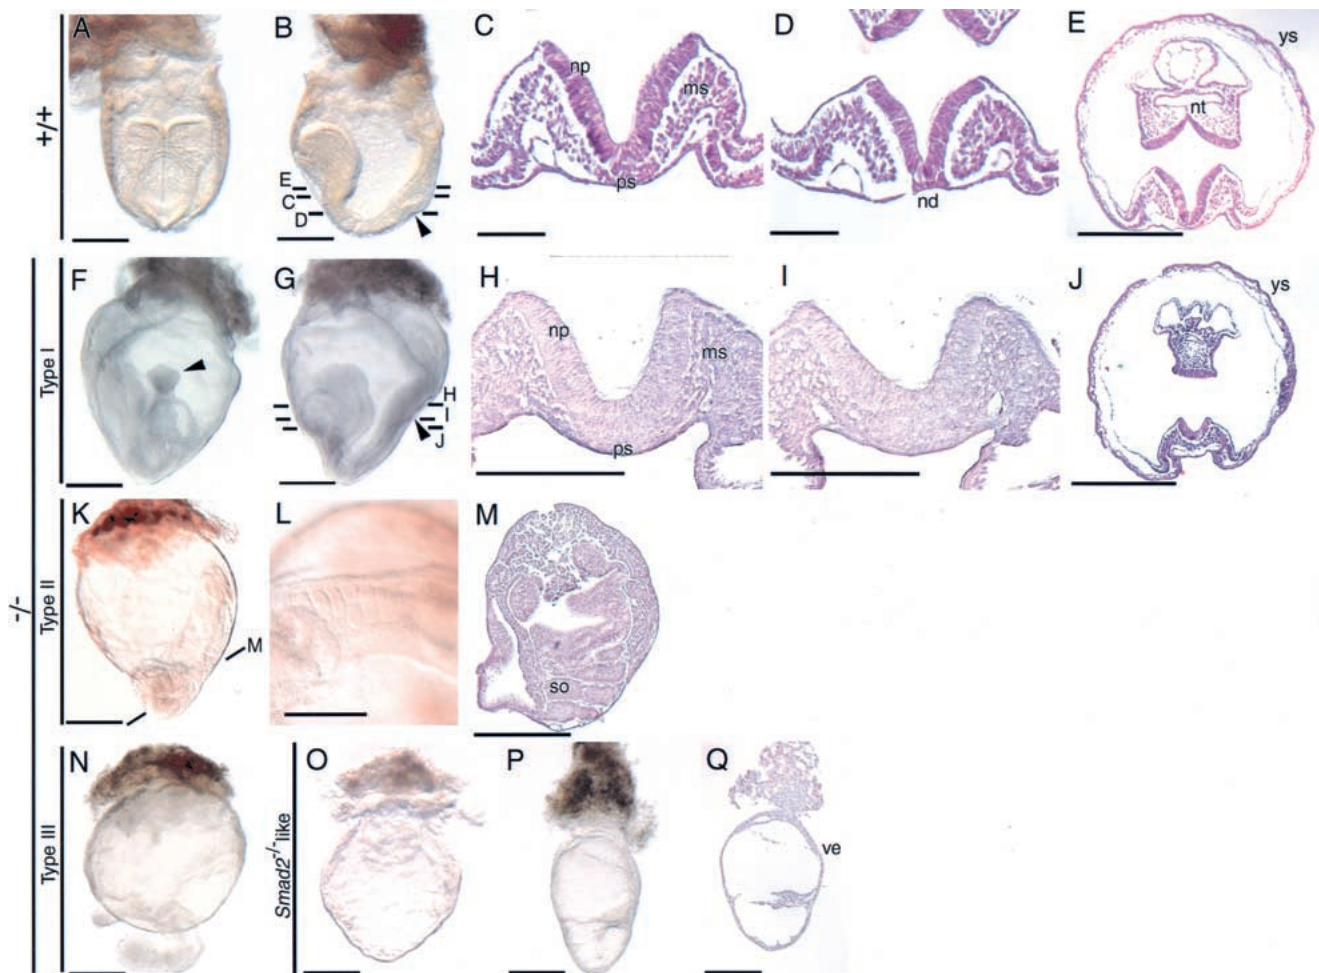 A
B
C
D
E
+/+
np
ms
ps
nd
ys
nt
E
C
D
F
G
H
I
J
Type I
np
ms
ps
ys
H
I
J
-/-
K
L
M
Type II
M
so
N
O
P
Q
Type III
Smad2-/-like
ve